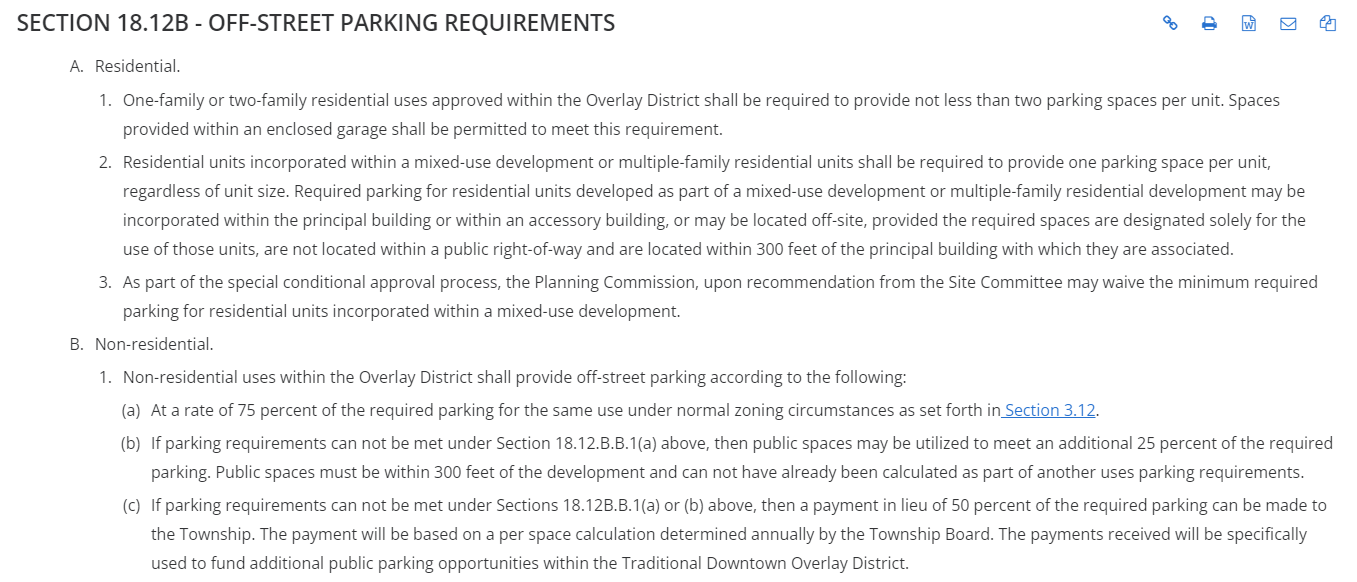 SECTION 18.12B - OFF-STREET PARKING REQUIREMENTS
A. Residential.
1. One-family or two-family residential uses approved within the Overlay District shall be required to provide not less than two parking spaces per unit. Spaces
provided within an enclosed garage shall be permitted to meet this requirement.
2. Residential units incorporated within a mixed-use development or multiple-family residential units shall be required to provide one parking space per unit,
regardless of unit size. Required parking for residential units developed as part of a mixed-use development or multiple-family residential development may be
incorporated within the principal building or within an accessory building, or may be located off-site, provided the required spaces are designated solely for the
use of those units, are not located within a public right-of-way and are located within 300 feet of the principal building with which they are associated.
3. As part of the special conditional approval process, the Planning Commission, upon recommendation from the Site Committee may waive the minimum required
parking for residential units incorporated within a mixed-use development.
B. Non-residential.
1. Non-residential uses within the Overlay District shall provide off-street parking according to the following:
(a) At a rate of 75 percent of the required parking for the same use under normal zoning circumstances as set forth in Section 3.12.
(b) If parking requirements can not be met under Section 18.12.B.B.1(a) above, then public spaces may be utilized to meet an additional 25 percent of the required
parking. Public spaces must be within 300 feet of the development and can not have already been calculated as part of another uses parking requirements.
(c) If parking requirements can not be met under Sections 18.12B.B.1(a) or (b) above, then a payment in lieu of 50 percent of the required parking can be made to
the Township. The payment will be based on a per space calculation determined annually by the Township Board. The payments received will be specifically
used to fund additional public parking opportunities within the Traditional Downtown Overlay District.